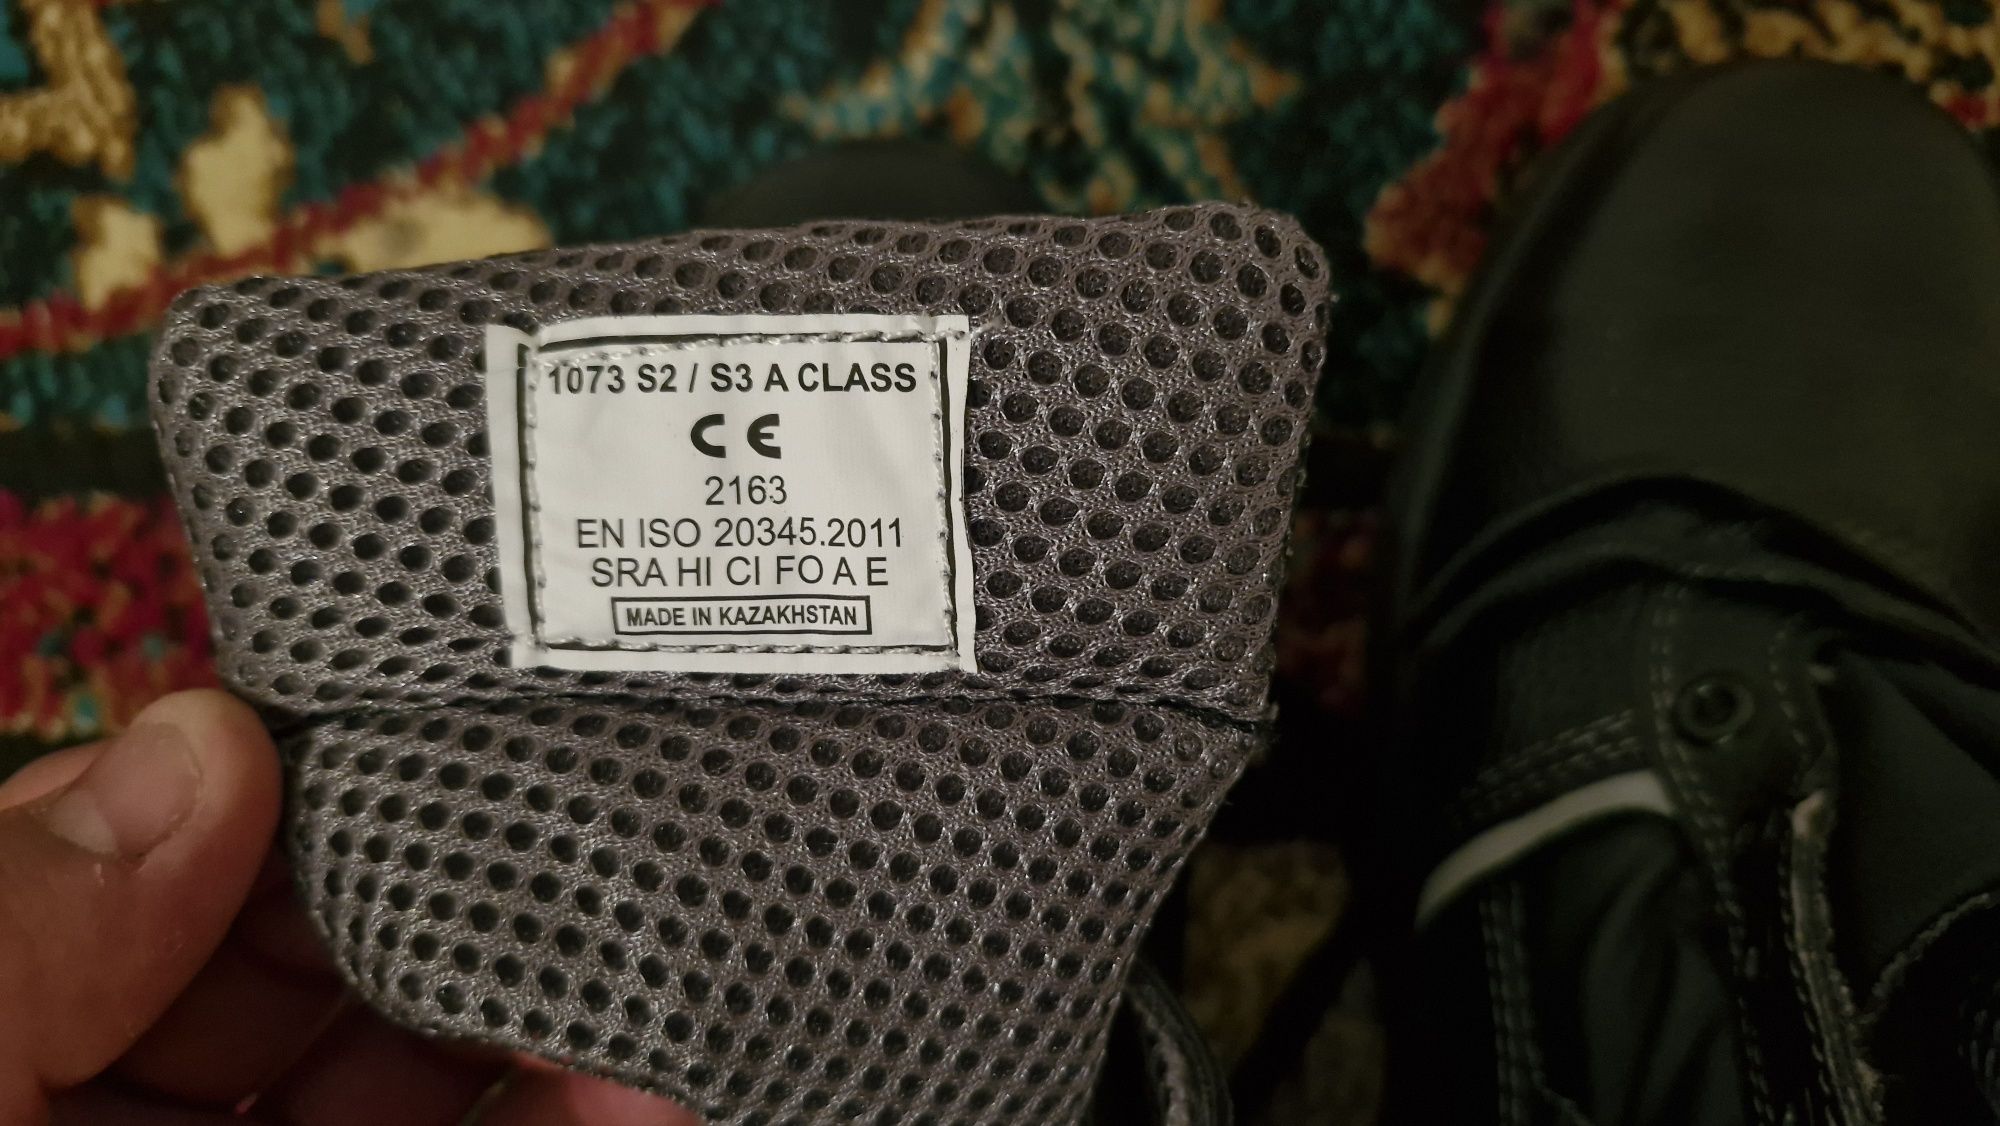 1073 S2 / S3 A CLASS
CE
2163
EN ISO 20345.2011
SRA HI CI FO A E
MADE IN KAZAKHSTAN